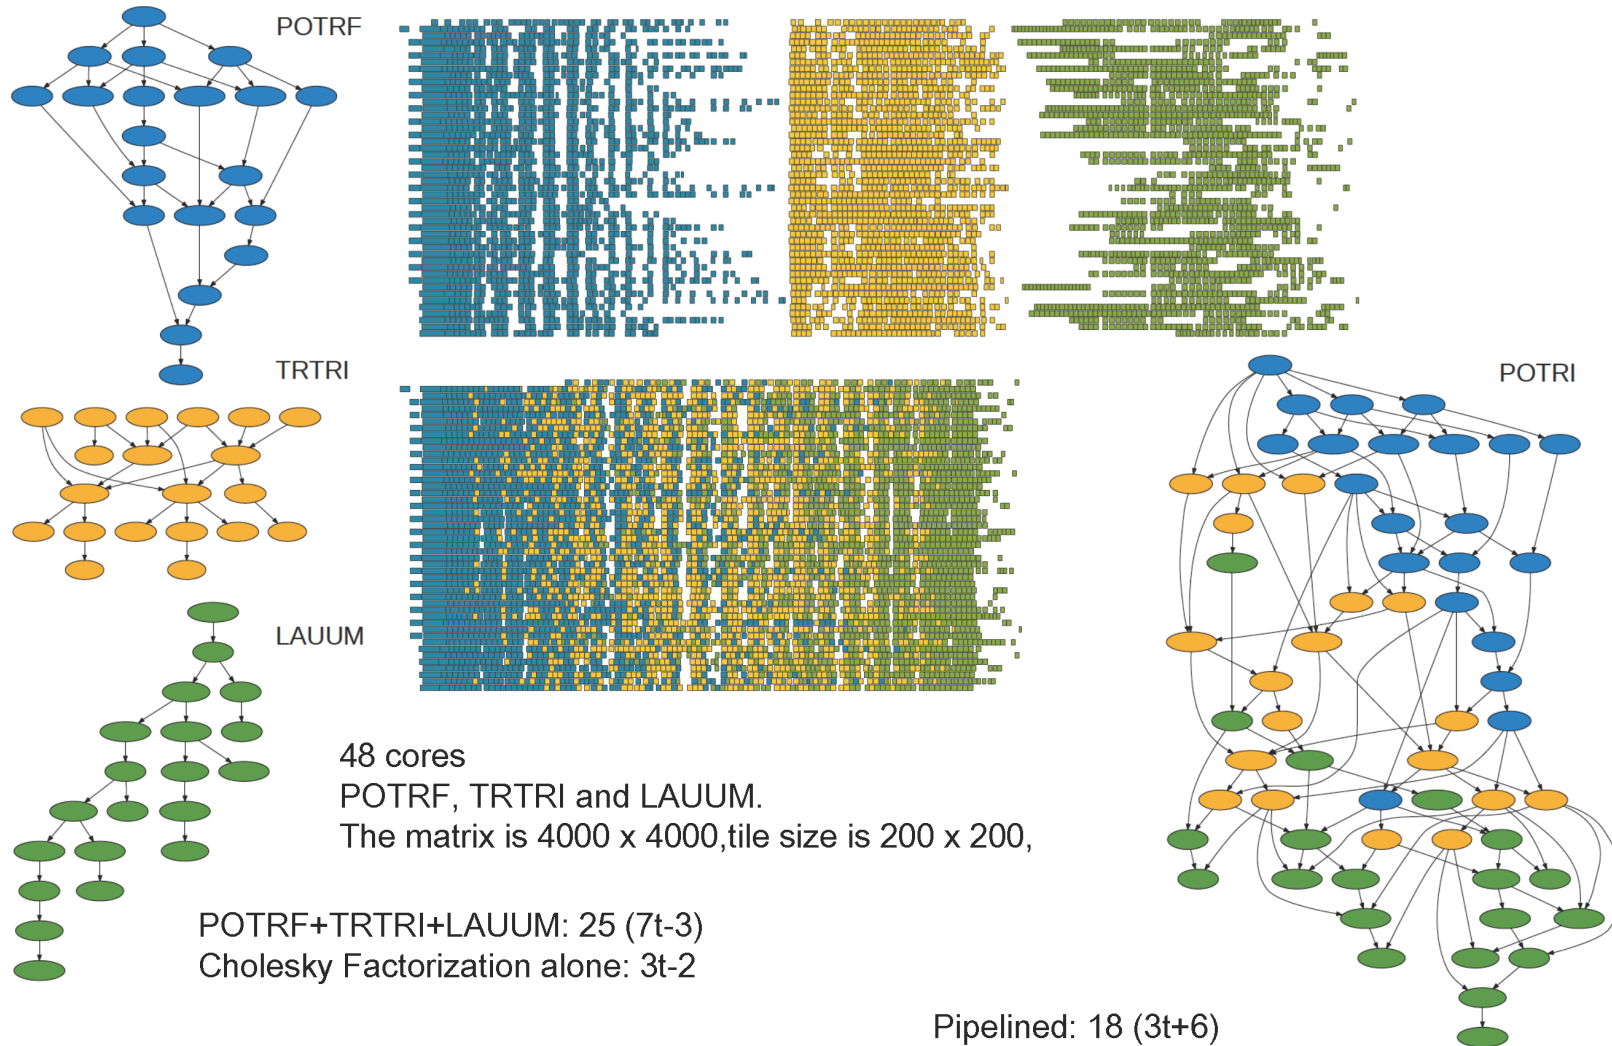 POTRF
TRTRI
POTRI
LAUUM
48 cores
POTRF, TRTRI and LAUUM.
The matrix is 4000 x 4000,tile size is 200 x 200,
POTRF+TRTRI+LAUUM: 25 (7t-3)
Cholesky Factorization alone: 3t-2
Pipelined: 18 (3t+6)